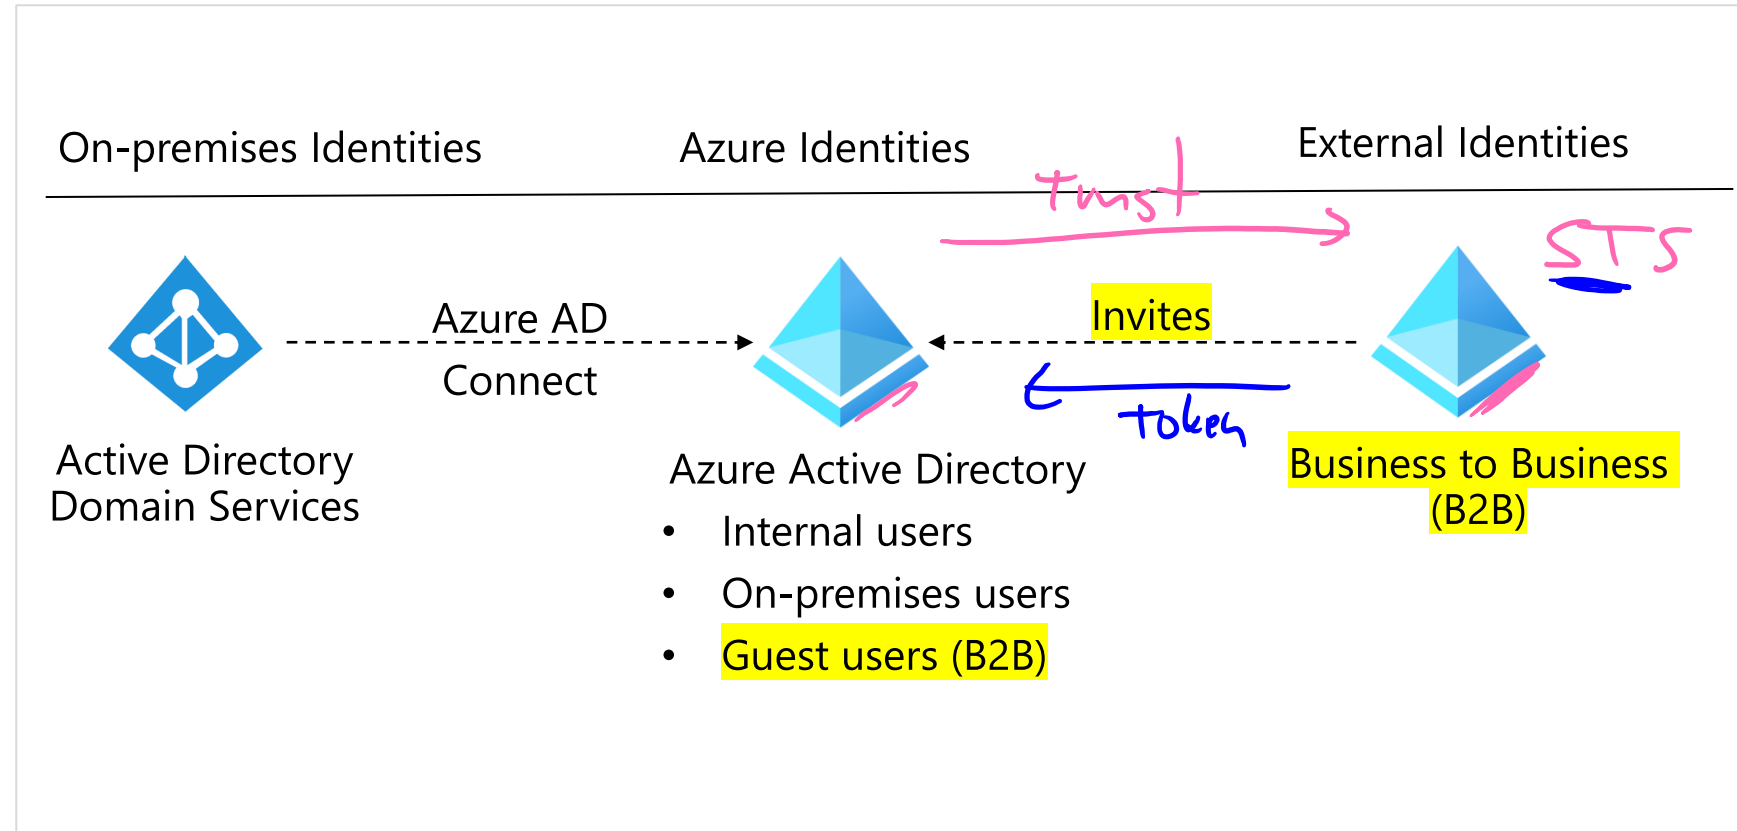 On-premises Identities
Azure Identities
External Identities
trust
STS
Azure AD
Connect
Invites
token
Active Directory
Domain Services
Azure Active Directory
• Internal users
• On-premises users
• Guest users (B2B)
Business to Business
(B2B)